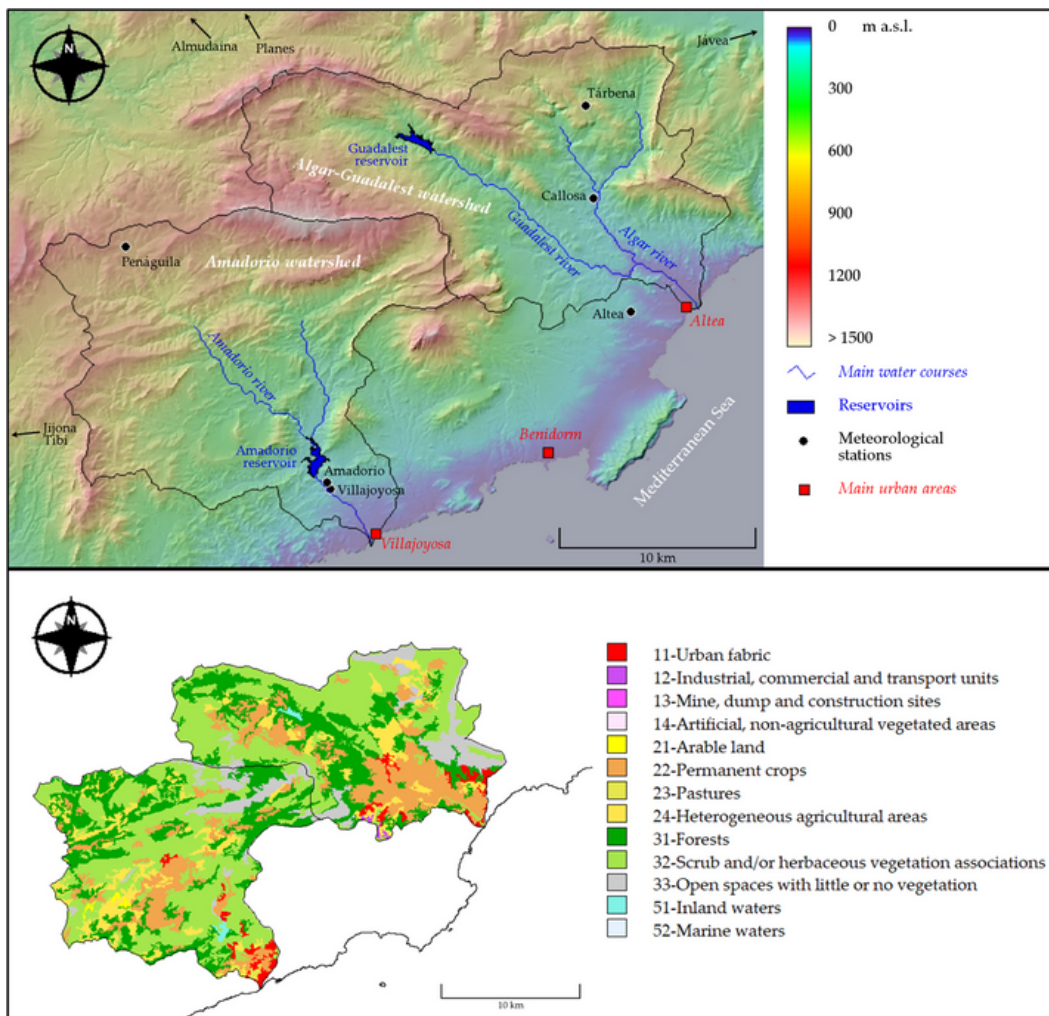 N
Almudaina
Planes
Jávea
Tárbena
Guadalest
reservoir
Algar-Guadalest watershed
Callosa
Guadalest river
Algar river
Penáguila
Amadorio watershed
Altea
Altea
Amadorio river
Jijona
Tibi
Benidorm
Mediterranean Sea
Amadorio
reservoir
Amadorio
Villajoyosa
Villajoyosa
10 km
0 m a.s.l.
300
600
900
1200
> 1500
Main water courses
Reservoirs
Meteorological
stations
Main urban areas
N
11-Urban fabric
12-Industrial, commercial and transport units
13-Mine, dump and construction sites
14-Artificial, non-agricultural vegetated areas
21-Arable land
22-Permanent crops
23-Pastures
24-Heterogeneous agricultural areas
31-Forests
32-Scrub and/or herbaceous vegetation associations
33-Open spaces with little or no vegetation
51-Inland waters
52-Marine waters
10 km